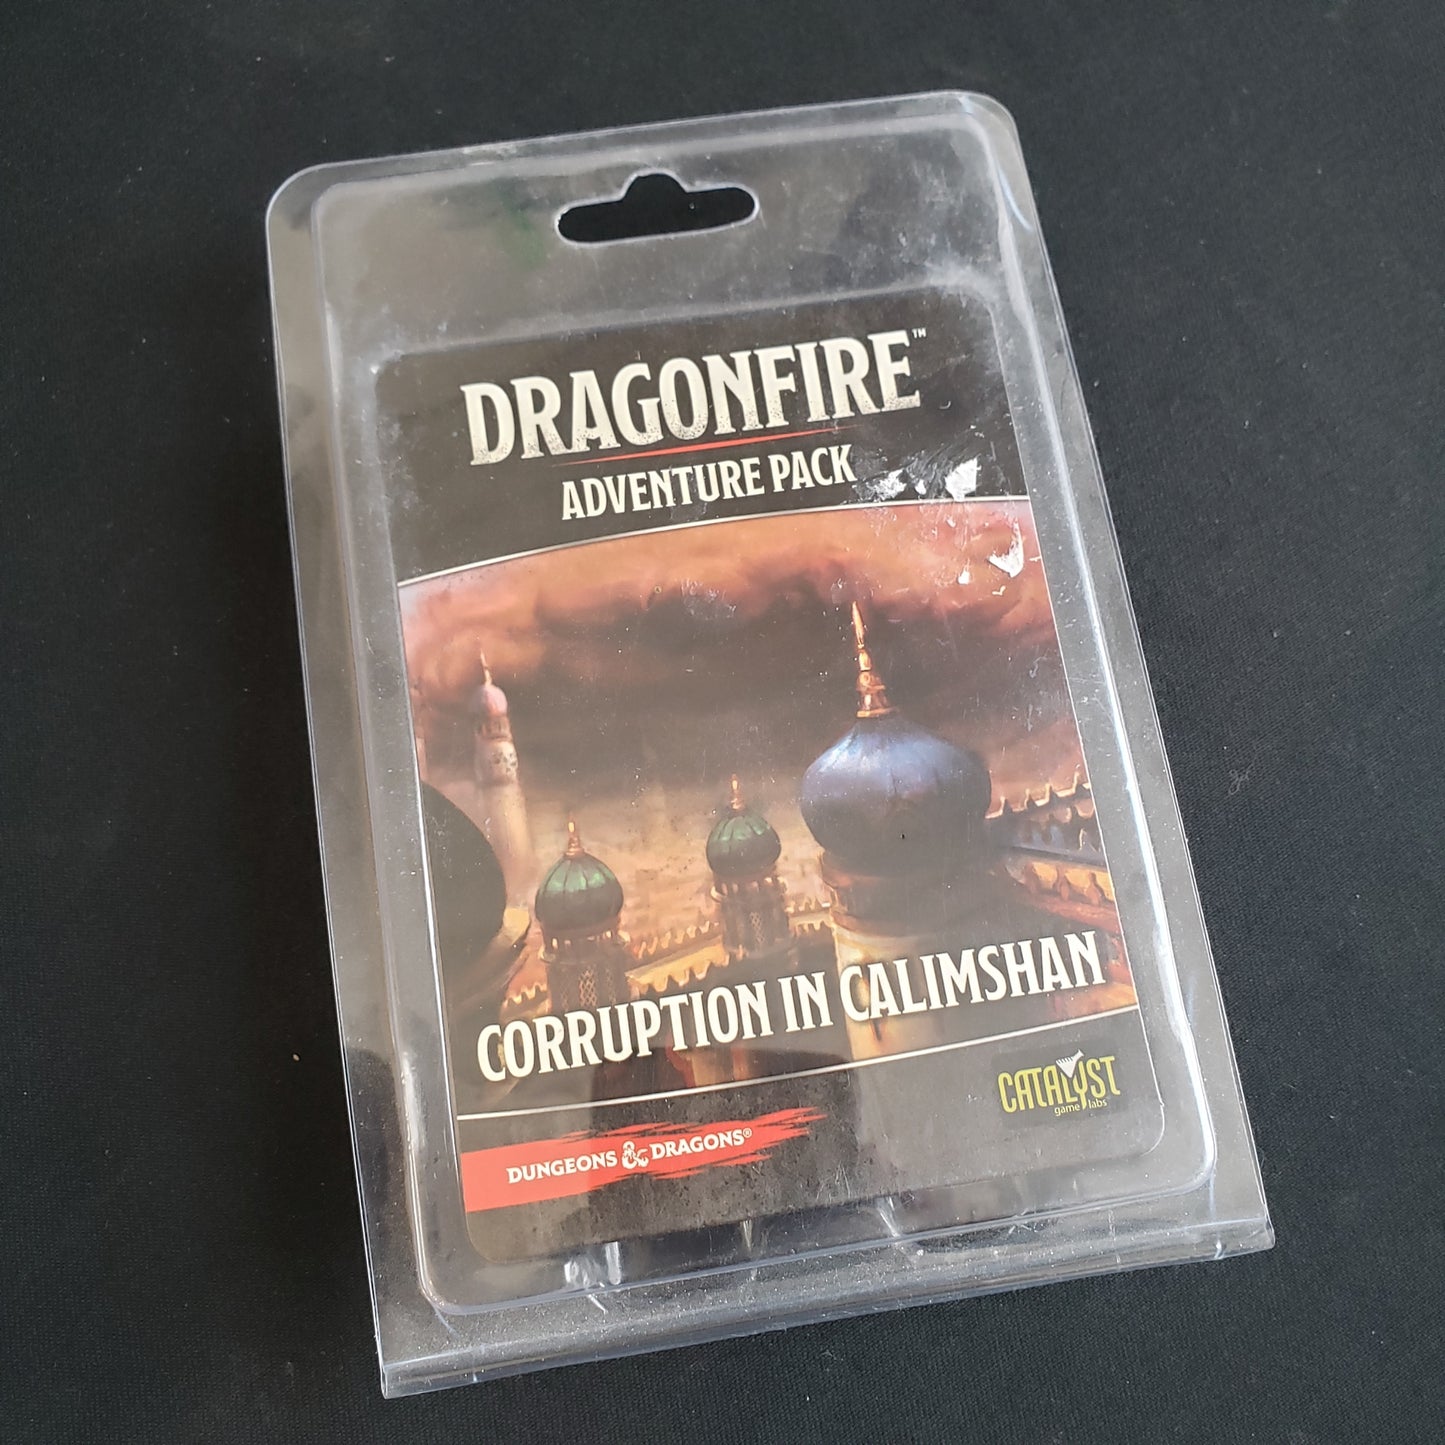 DRAGONFIRE™
ADVENTURE PACK
CORRUPTION IN CALIMSHAN
CATALYST
game labs
DUNGEONS & DRAGONS®